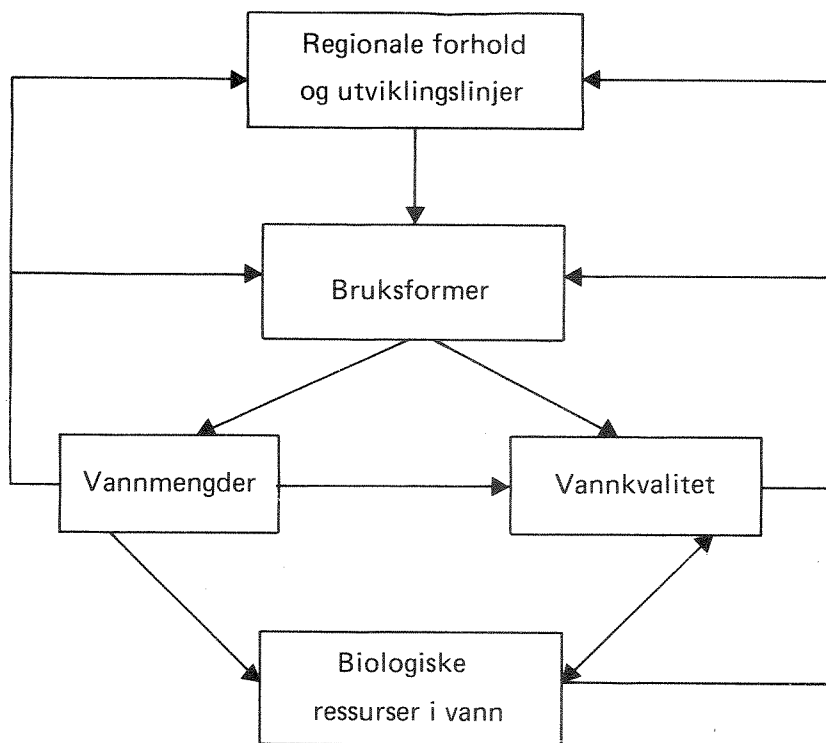 Regionale forhold
og utviklingslinjer
Bruksformer
Vannmengder
Vannkvalitet
Biologiske
ressurser i vann